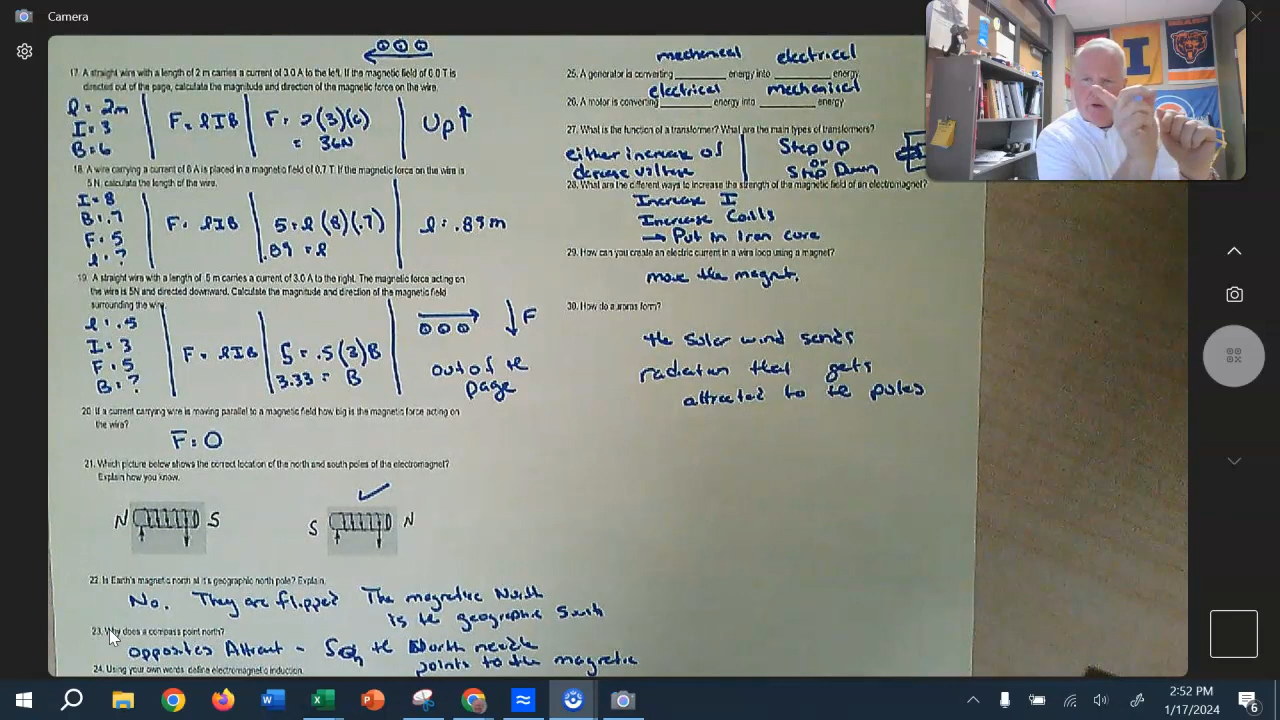 Camera
17. A straight wire with a length of 2 m carries a current of 3.0 A to the left. If the magnetic field of 6.0 T is
directed out of the page, calculate the magnitude and direction of the magnetic force on the wire.
l = 2m
I = 3
B = 6
F = lIB
F = 2(3)(6)
= 36N
Up ↑
18. A wire carrying a current of 8 A is placed in a magnetic field of 0.7 T. If the magnetic force on the wire is
5 N, calculate the length of the wire.
I = 8
B = .7
F = 5
l = ?
F = lIB
5 = l(8)(.7)
.89 = l
l = .89 m
19. A straight wire with a length of .5 m carries a current of 3.0 A to the right. The magnetic force acting on
the wire is 5N and directed downward. Calculate the magnitude and direction of the magnetic field
surrounding the wire.
l = .5
I = 3
F = 5
B = ?
F = lIB
5 = .5(3)B
3.33 = B
↓ F
out of the
page
20. If a current carrying wire is moving parallel to a magnetic field how big is the magnetic force acting on
the wire?
F = 0
21. Which picture below shows the correct location of the north and south poles of the electromagnet?
Explain how you know.
N S
S N
22. Is Earth's magnetic north at it's geographic north pole? Explain.
No. They are flipped The magnetic North
is the geographic South
23. Why does a compass point north?
opposites Attract - So the North needle
points to the magnetic
24. Using your own words, define electromagnetic induction.
mechanical electrical
25. A generator is converting ________ energy into ________ energy
electrical mechanical
26. A motor is converting ________ energy into ________ energy
27. What is the function of a transformer? What are the main types of transformers?
either increase or
decrease voltage
Step Up
or
Step Down
28. What are the different ways to increase the strength of the magnetic field of an electromagnet?
Increase I
Increase Coils
→ Put in Iron core
29. How can you create an electric current in a wire loop using a magnet?
move the magnet.
30. How do auroras form?
the Solar wind sends
radiation that gets
attracted to the poles
I
BEARS
2:52 PM
1/17/2024
6